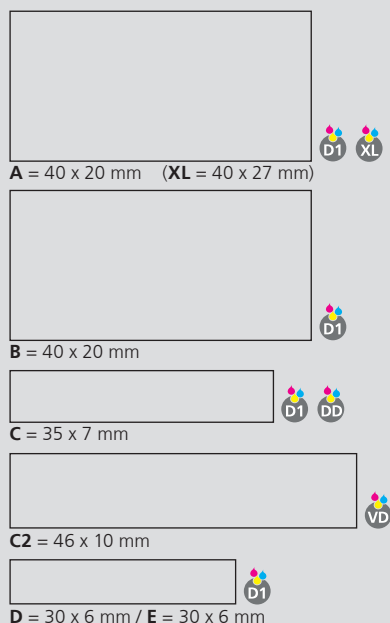 D1 XL
A = 40 x 20 mm (XL = 40 x 27 mm)
D1
B = 40 x 20 mm
D1 DD
C = 35 x 7 mm
VD
C2 = 46 x 10 mm
D1
D = 30 x 6 mm / E = 30 x 6 mm